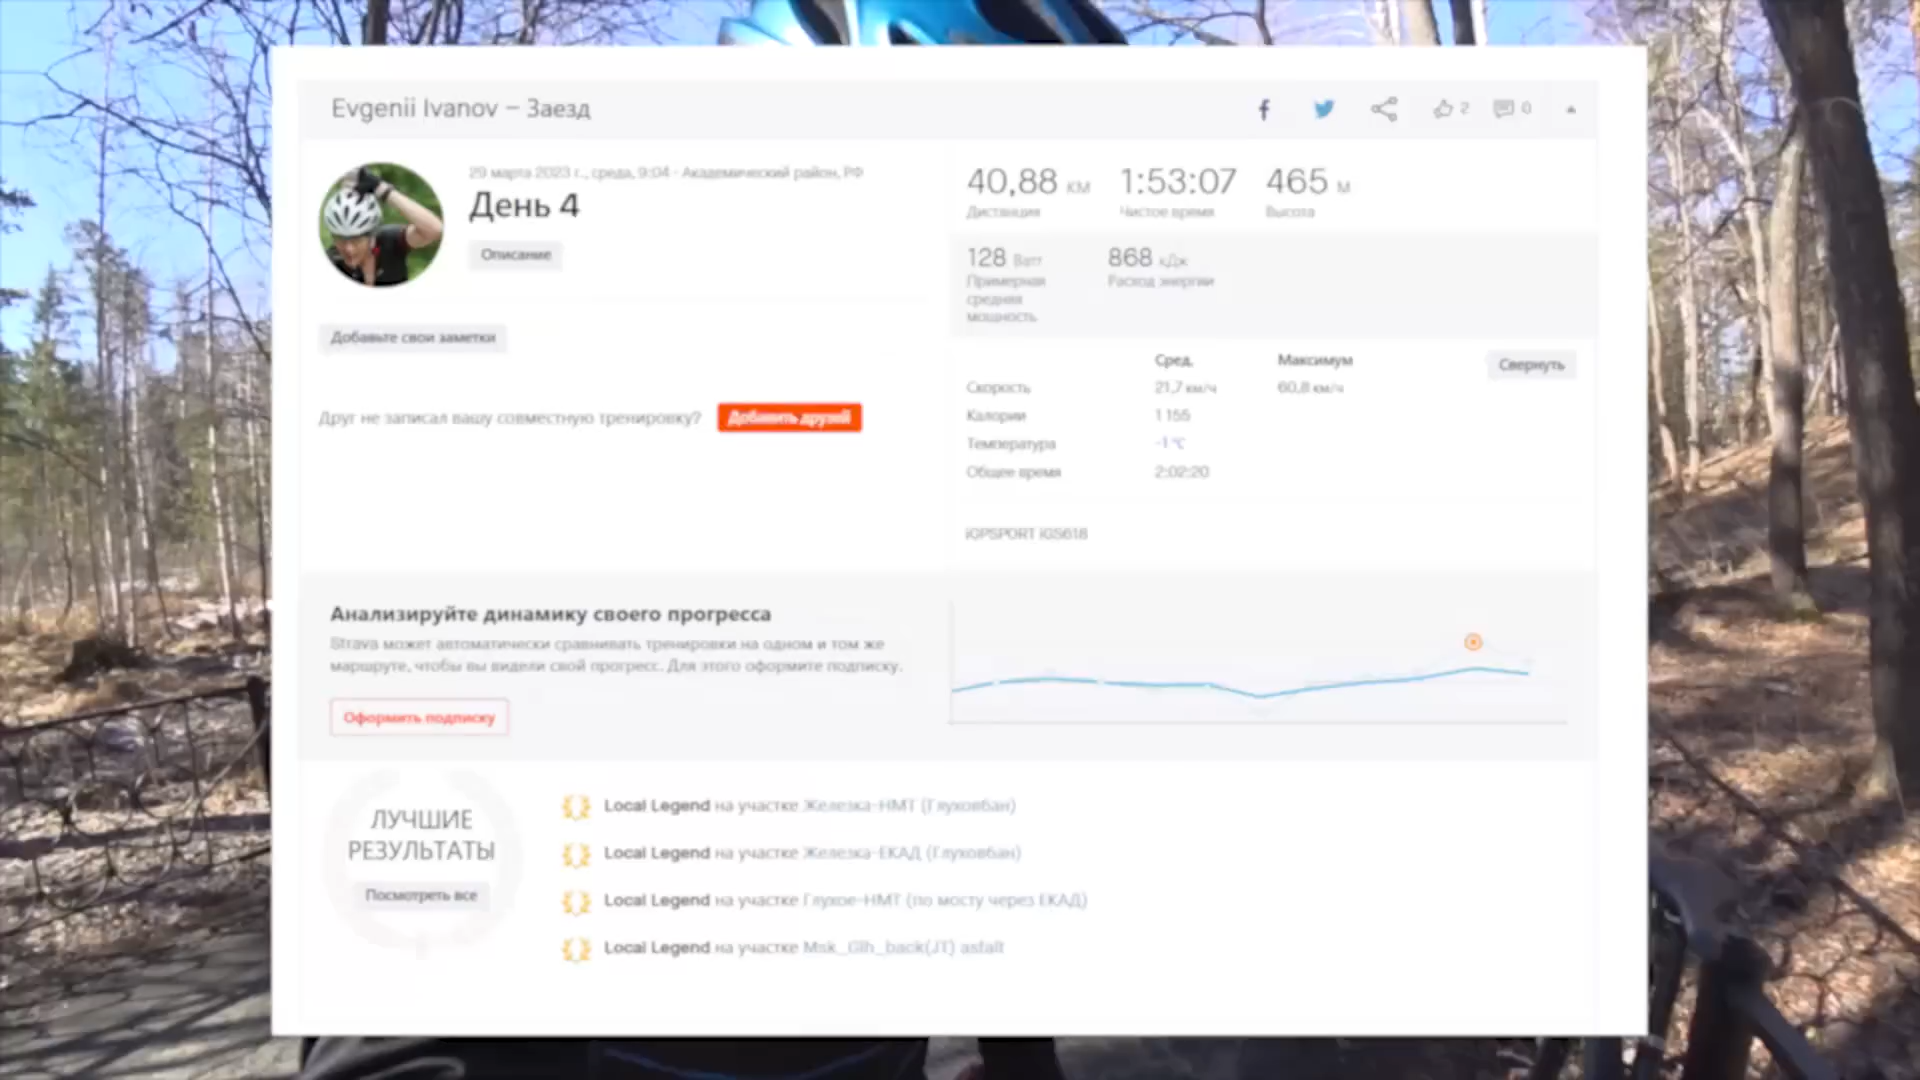 Evgenii Ivanov – Заезд
2
0
29 марта 2023 г., среда, 9:04 - Академический район, РФ
День 4
Описание
Добавьте свои заметки
Друг не записал вашу совместную тренировку?
Добавить друзей
40,88 км
1:53:07
465 м
Дистанция
Чистое время
Высота
128 Ватт
868 кДж
Примерная
средняя
мощность
Расход энергии
Сред.
Максимум
Свернуть
Скорость
21,7 км/ч
60,8 км/ч
Калории
1 155
Температура
-1 ℃
Общее время
2:02:20
iGPSPORT iGS618
Анализируйте динамику своего прогресса
Strava может автоматически сравнивать тренировки на одном и том же
маршруте, чтобы вы видели свой прогресс. Для этого оформите подписку.
Оформить подписку
ЛУЧШИЕ
РЕЗУЛЬТАТЫ
Посмотреть все
Local Legend на участке Железка-НМТ (Глуховбан)
Local Legend на участке Железка-ЕКАД (Глуховбан)
Local Legend на участке Глухое-НМТ (по мосту через ЕКАД)
Local Legend на участке Msk_Glh_back(JT) asfalt